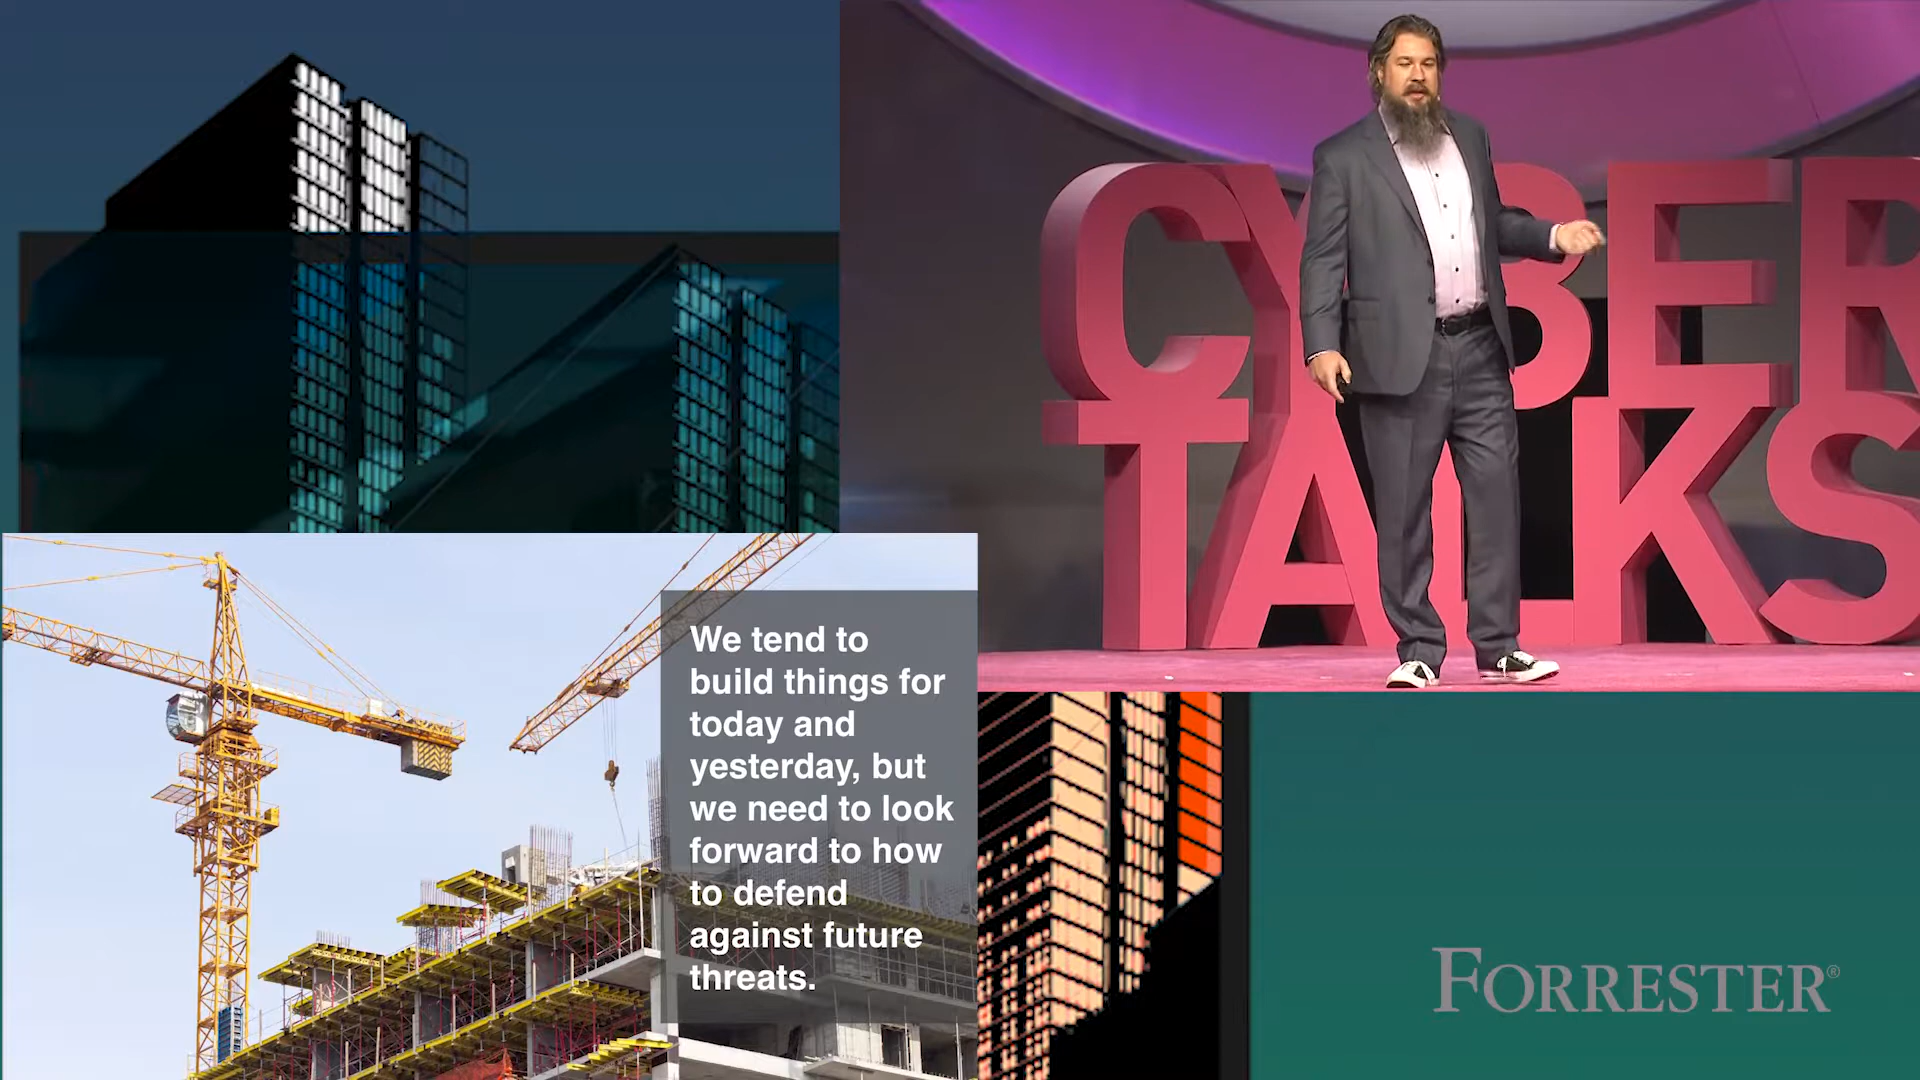 CYBER
TALKS
We tend to
build things for
today and
yesterday, but
we need to look
forward to how
to defend
against future
threats.
FORRESTER®